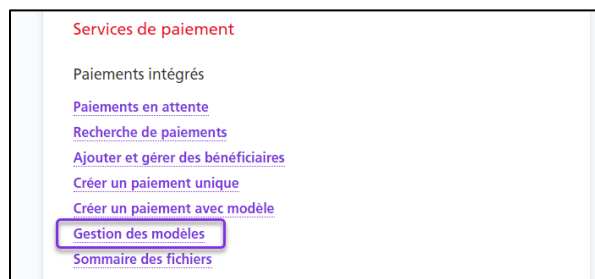 Services de paiement
Paiements intégrés
Paiements en attente
Recherche de paiements
Ajouter et gérer des bénéficiaires
Créer un paiement unique
Créer un paiement avec modèle
Gestion des modèles
Sommaire des fichiers